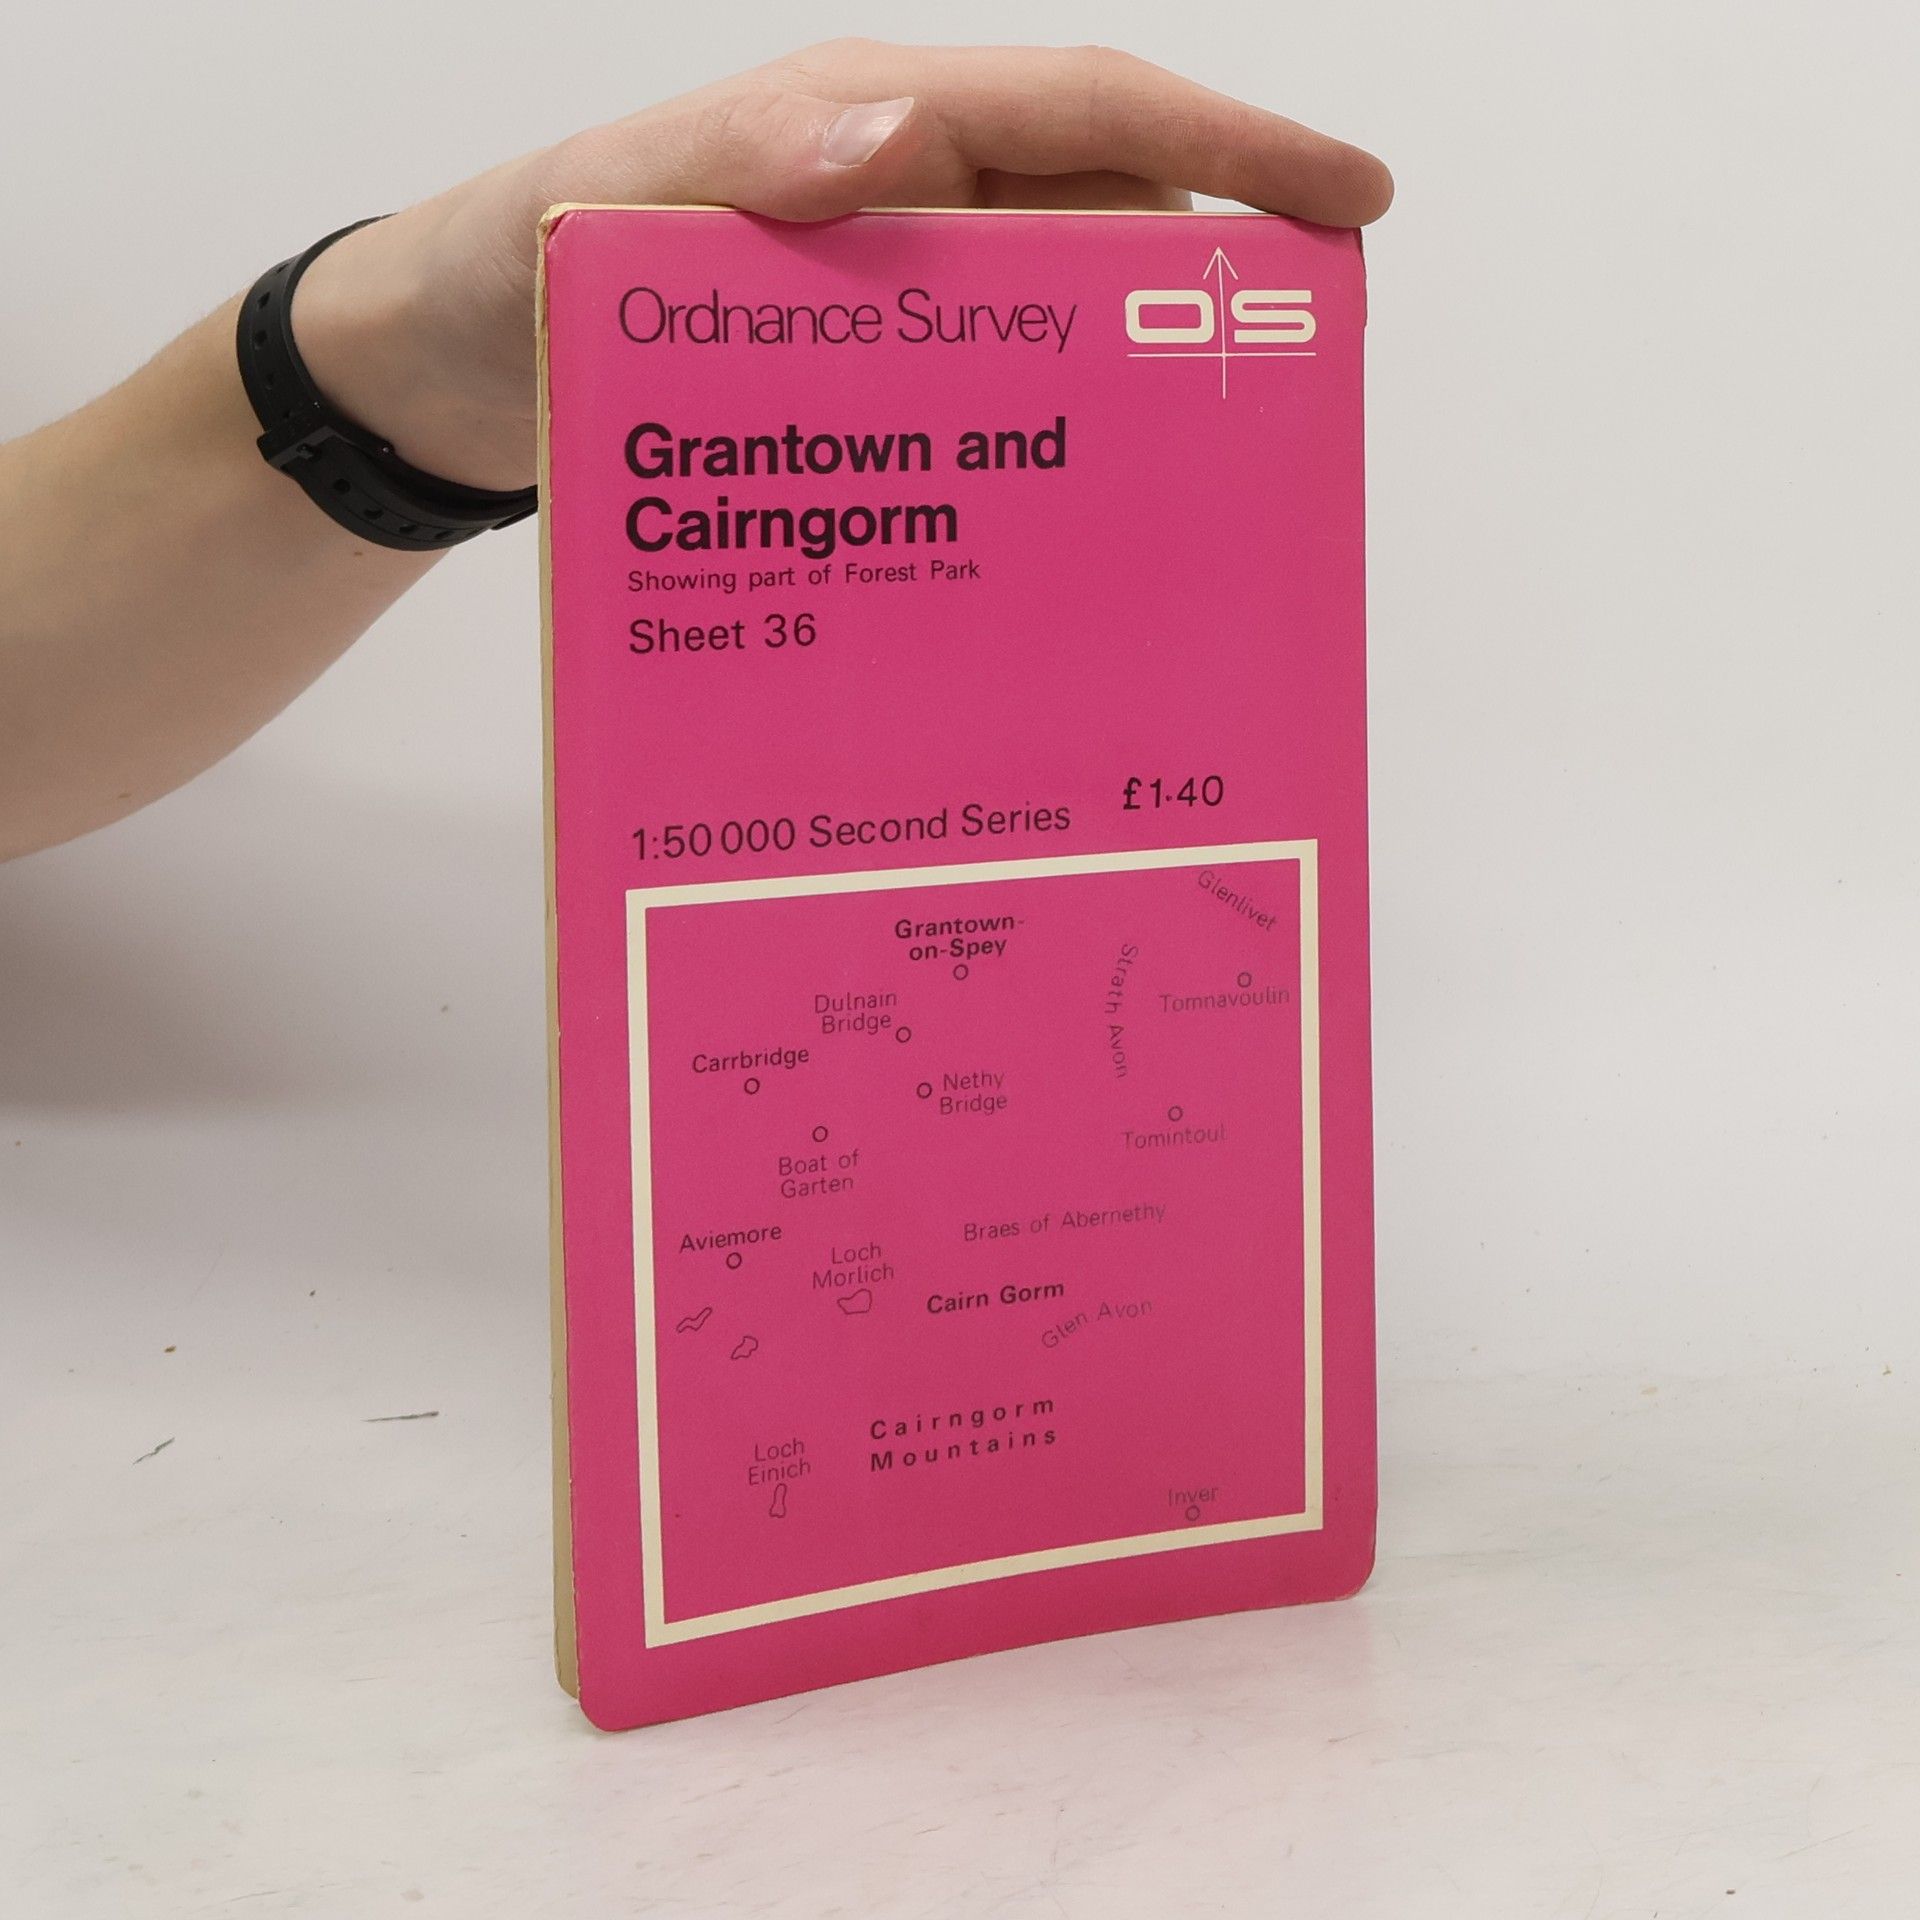 Ordnance Survey
OS
Grantown and
Cairngorm
Showing part of Forest Park
Sheet 36
£1·40
1:50 000 Second Series
Glenlivet
Grantown-
on-Spey
Strath Avon
Tomnavoulin
Dulnain
Bridge
Carrbridge
Nethy
Bridge
Tomintoul
Boat of
Garten
Braes of Abernethy
Aviemore
Loch
Morlich
Cairn Gorm
Glen Avon
Cairngorm
Mountains
Loch
Einich
Inver